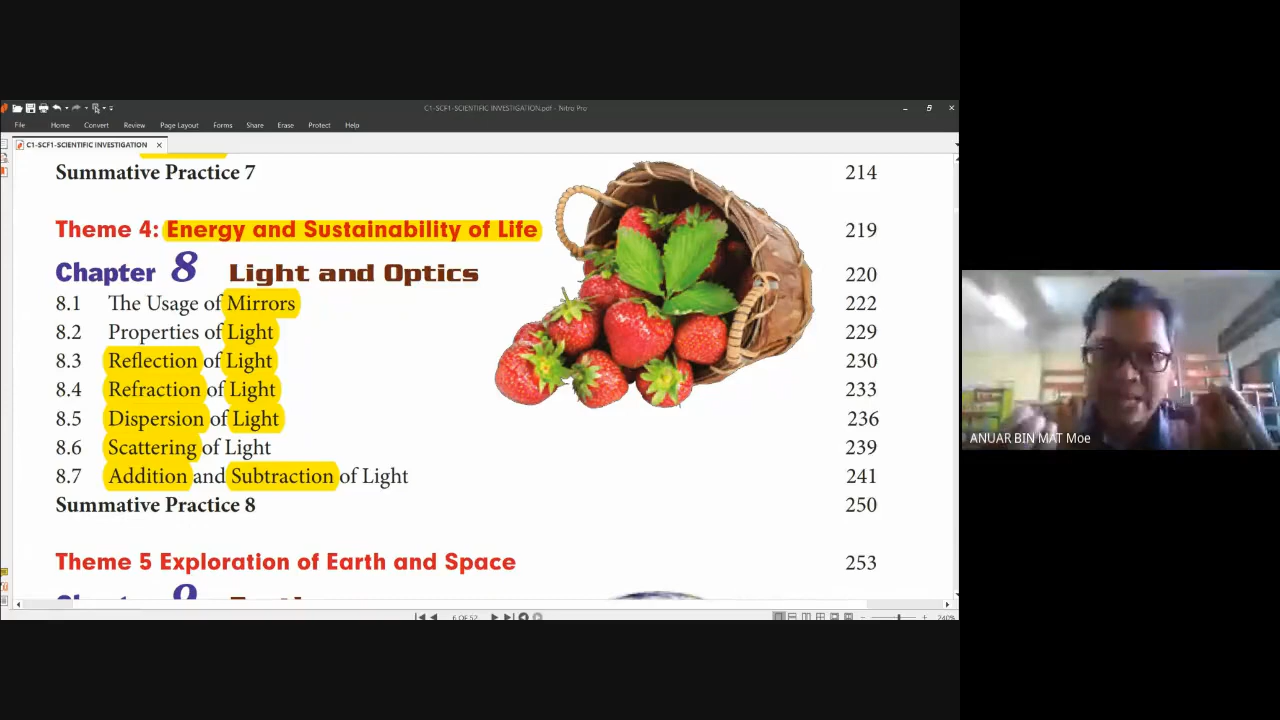 C1-SCF1-SCIENTIFIC INVESTIGATION.pdf - Nitro Pro
File Home Convert Review Page Layout Forms Share Erase Protect Help
C1-SCF1-SCIENTIFIC INVESTIGATION
Summative Practice 7 214
Theme 4: Energy and Sustainability of Life 219
Chapter 8 Light and Optics 220
8.1 The Usage of Mirrors 222
8.2 Properties of Light 229
8.3 Reflection of Light 230
8.4 Refraction of Light 233
8.5 Dispersion of Light 236
8.6 Scattering of Light 239
8.7 Addition and Subtraction of Light 241
Summative Practice 8 250
Theme 5 Exploration of Earth and Space 253
6 OF 52
240%
ANUAR BIN MAT Moe